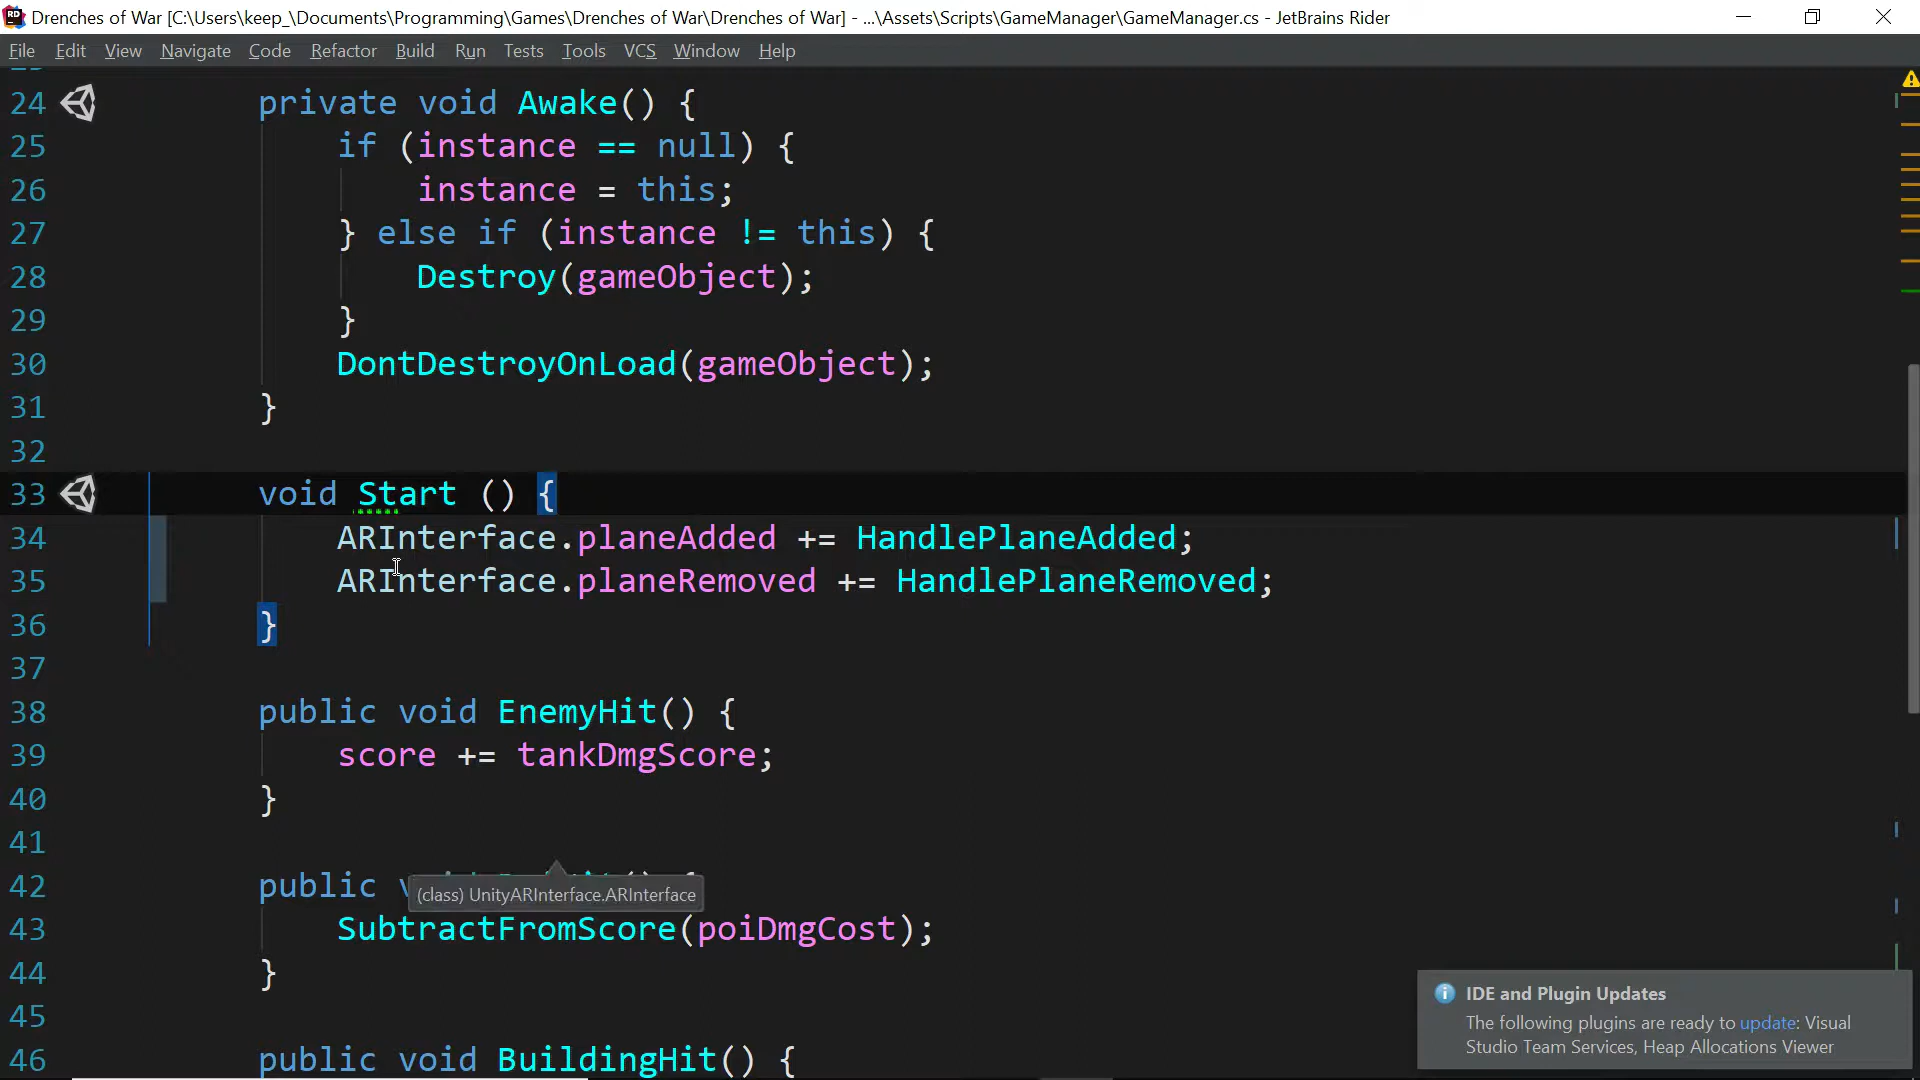 RD Drenches of War [C:\Users\keep_\Documents\Programming\Games\Drenches of War\Drenches of War] - ...\Assets\Scripts\GameManager\GameManager.cs - JetBrains Rider
File Edit View Navigate Code Refactor Build Run Tests Tools VCS Window Help
24 private void Awake() {
25 if (instance == null) {
26 instance = this;
27 } else if (instance != this) {
28 Destroy(gameObject);
29 }
30 DontDestroyOnLoad(gameObject);
31 }
32
33 void Start () {
34 ARInterface.planeAdded += HandlePlaneAdded;
35 ARInterface.planeRemoved += HandlePlaneRemoved;
36 }
37
38 public void EnemyHit() {
39 score += tankDmgScore;
40 }
41
42 public
(class) UnityARInterface.ARInterface
43 SubtractFromScore(poiDmgCost);
44 }
45
46 public void BuildingHit() {
IDE and Plugin Updates
The following plugins are ready to update: Visual
Studio Team Services, Heap Allocations Viewer